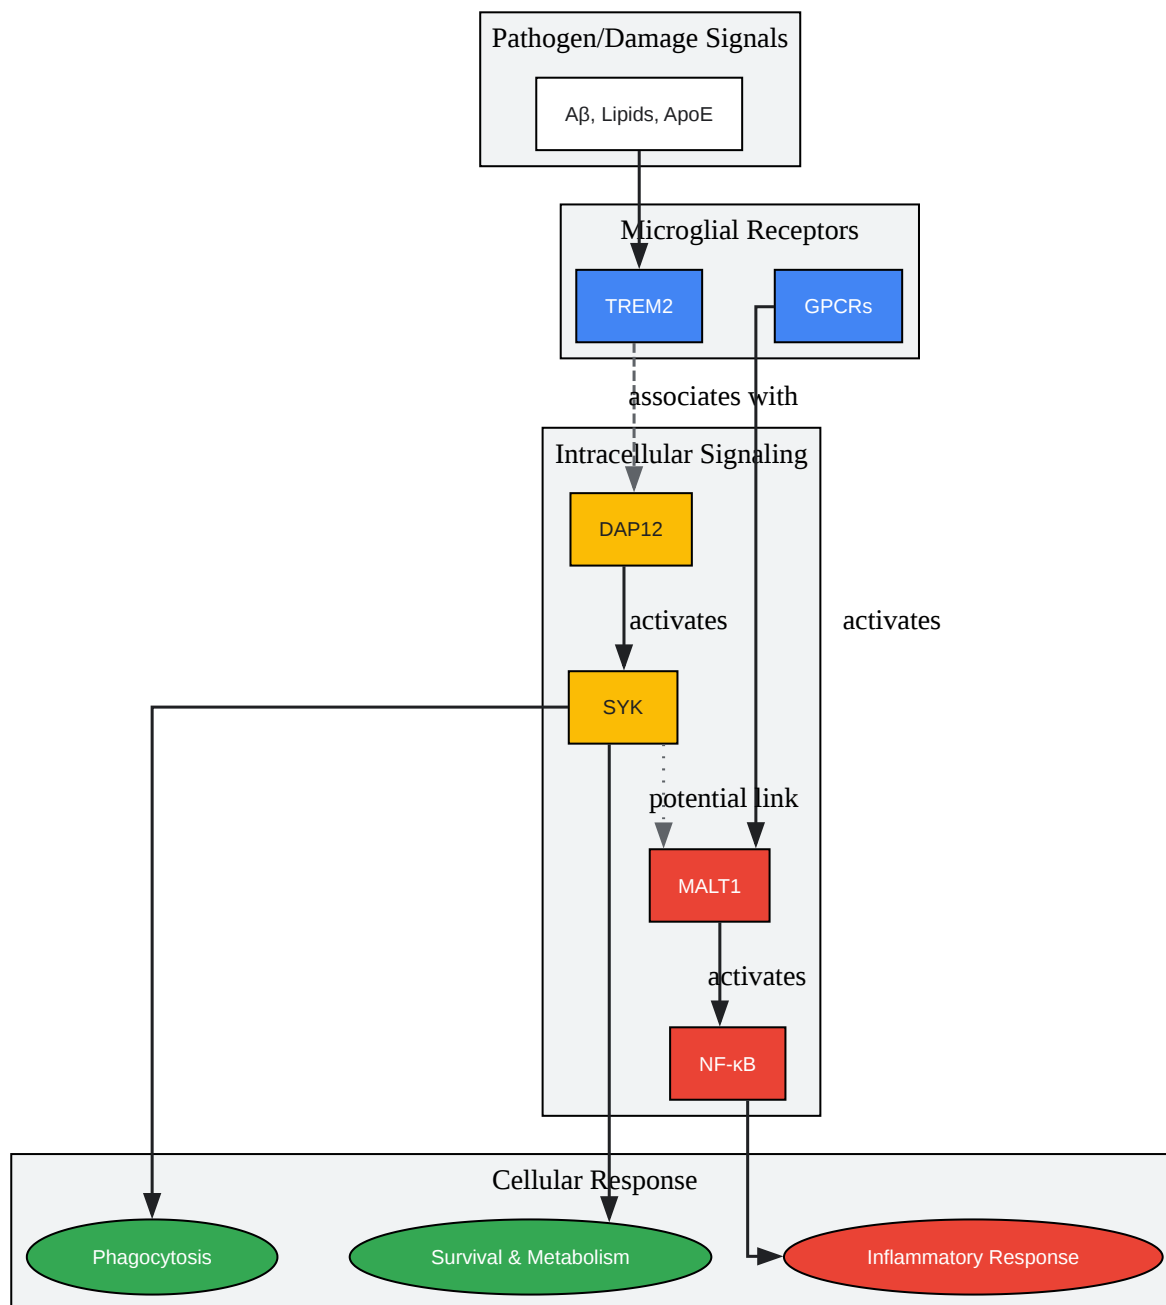 Pathogen/Damage Signals
Aβ, Lipids, ApoE
Microglial Receptors
TREM2
GPCRs
associates with
Intracellular Signaling
DAP12
activates
activates
SYK
potential link
MALT1
activates
NF-κB
Cellular Response
Phagocytosis
Survival & Metabolism
Inflammatory Response